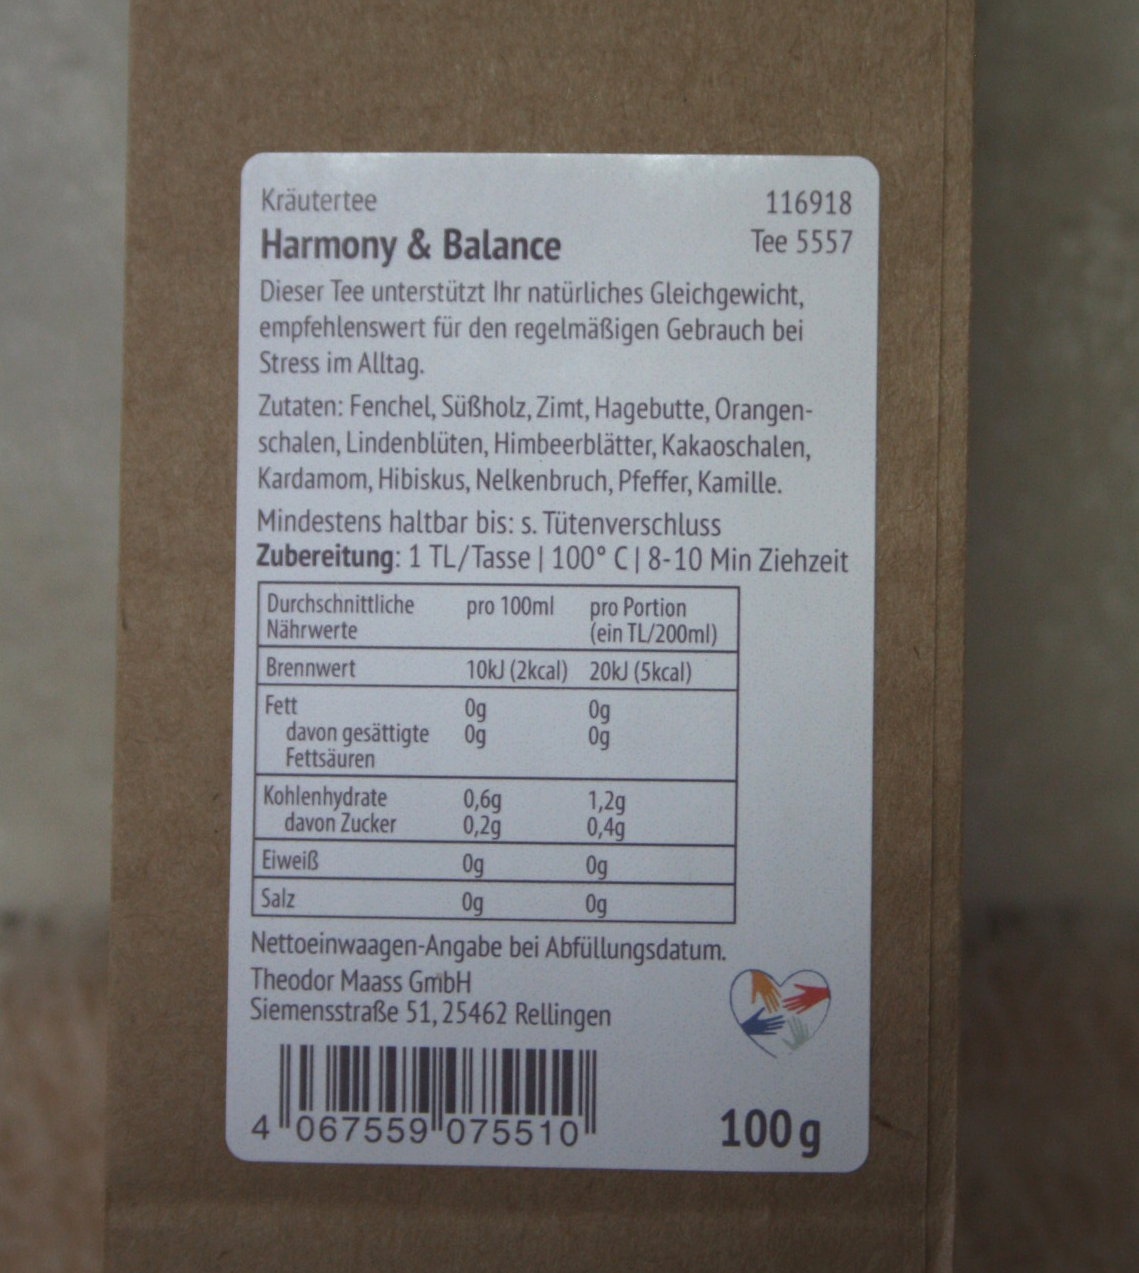 Kräutertee 116918
Harmony & Balance Tee 5557
Dieser Tee unterstützt Ihr natürliches Gleichgewicht,
empfehlenswert für den regelmäßigen Gebrauch bei
Stress im Alltag.
Zutaten: Fenchel, Süßholz, Zimt, Hagebutte, Orangen-
schalen, Lindenblüten, Himbeerblätter, Kakaoschalen,
Kardamom, Hibiskus, Nelkenbruch, Pfeffer, Kamille.
Mindestens haltbar bis: s. Tütenverschluss
Zubereitung: 1 TL/Tasse | 100° C | 8-10 Min Ziehzeit
Durchschnittliche pro 100ml pro Portion
Nährwerte (ein TL/200ml)
Brennwert 10kJ (2kcal) 20kJ (5kcal)
Fett 0g 0g
davon gesättigte 0g 0g
Fettsäuren
Kohlenhydrate 0,6g 1,2g
davon Zucker 0,2g 0,4g
Eiweiß 0g 0g
Salz 0g 0g
Nettoeinwaagen-Angabe bei Abfüllungsdatum.
Theodor Maass GmbH
Siemensstraße 51, 25462 Rellingen
4 067559 075510
100 g